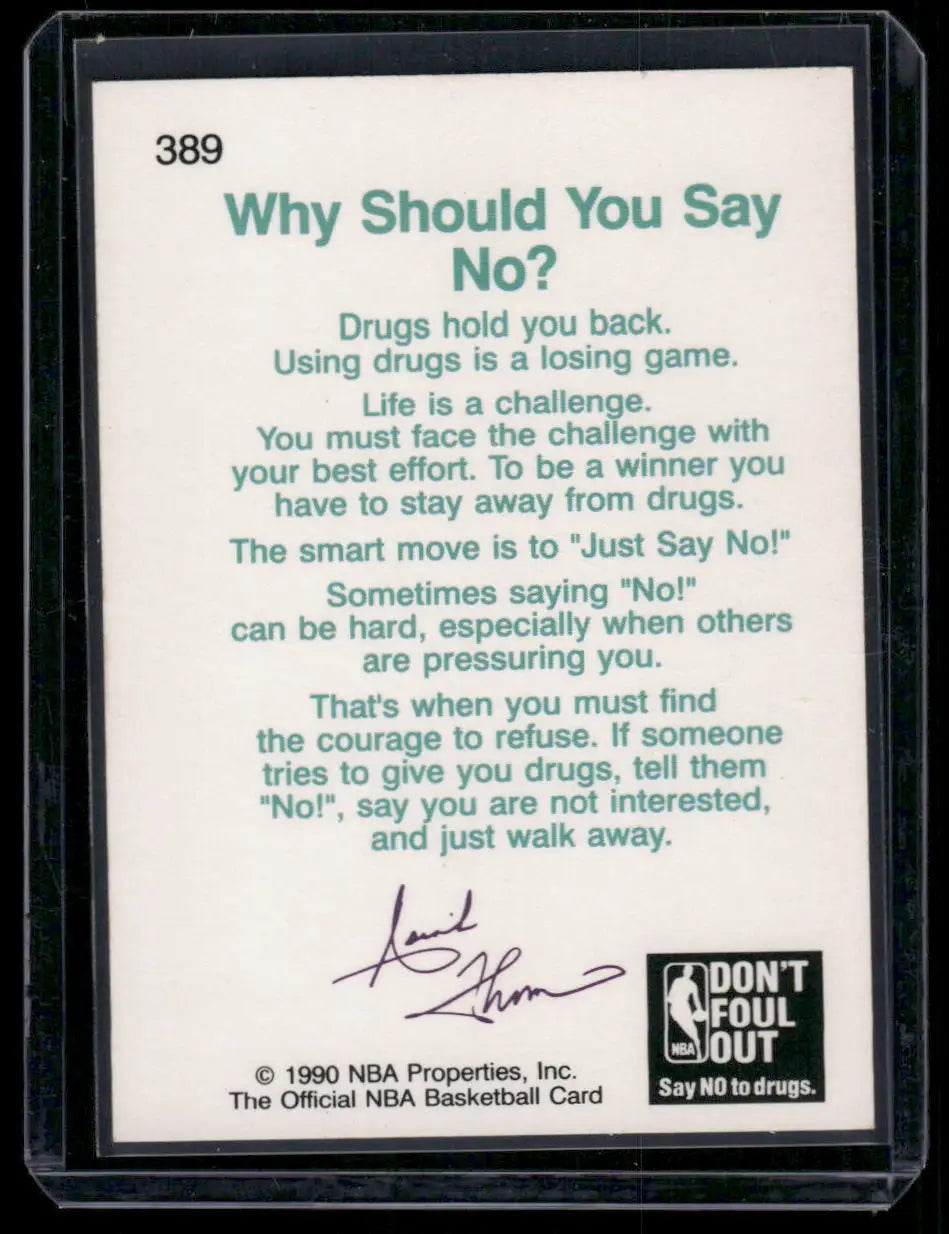 389
Why Should You Say
No?
Drugs hold you back.
Using drugs is a losing game.
Life is a challenge.
You must face the challenge with
your best effort. To be a winner you
have to stay away from drugs.
The smart move is to "Just Say No!"
Sometimes saying "No!"
can be hard, especially when others
are pressuring you.
That's when you must find
the courage to refuse. If someone
tries to give you drugs, tell them
"No!", say you are not interested,
and just walk away.
DON'T
FOUL
OUT
NBA
Say NO to drugs.
© 1990 NBA Properties, Inc.
The Official NBA Basketball Card